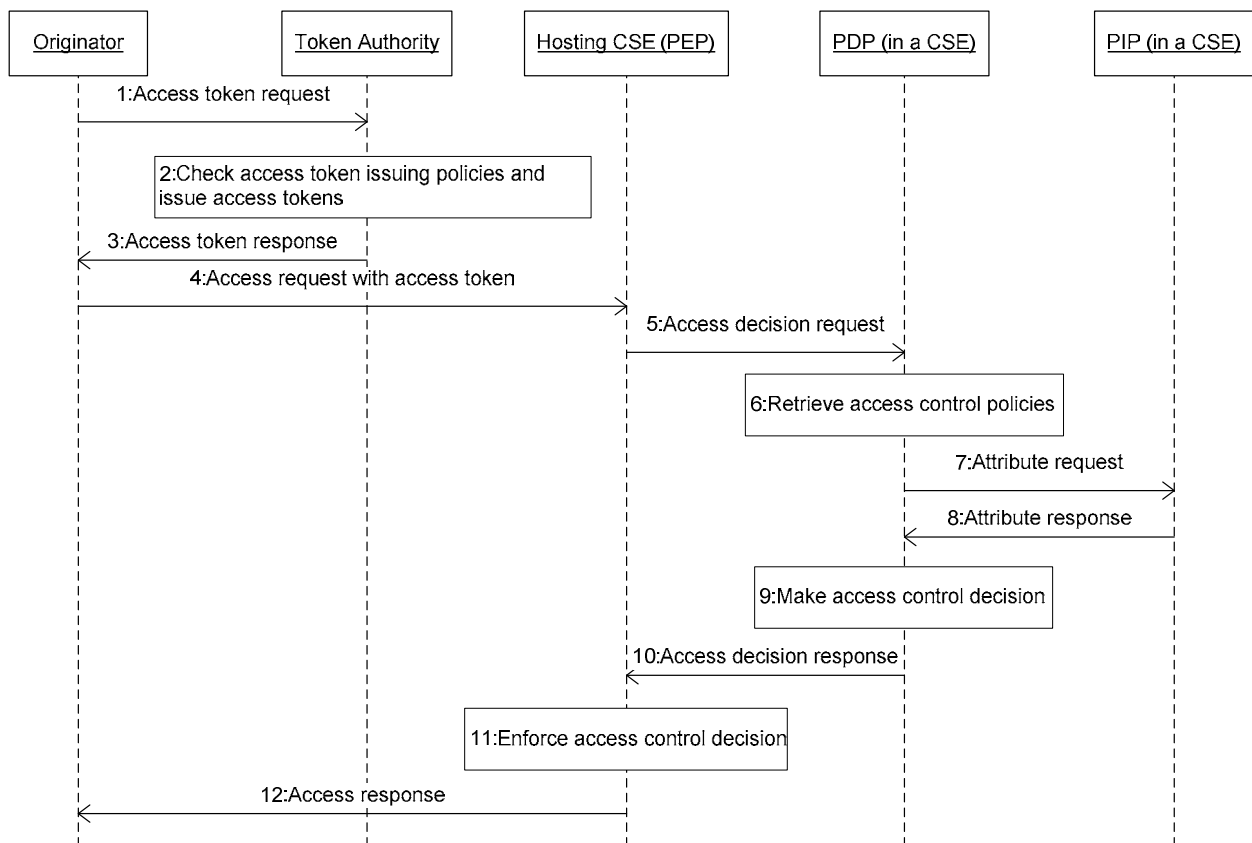 Originator
Token Authority
Hosting CSE (PEP)
PDP (in a CSE)
PIP (in a CSE)
1:Access token request
2:Check access token issuing policies and
issue access tokens
3:Access token response
4:Access request with access token
5:Access decision request
6:Retrieve access control policies
7:Attribute request
8:Attribute response
9:Make access control decision
10:Access decision response
11:Enforce access control decision
12:Access response